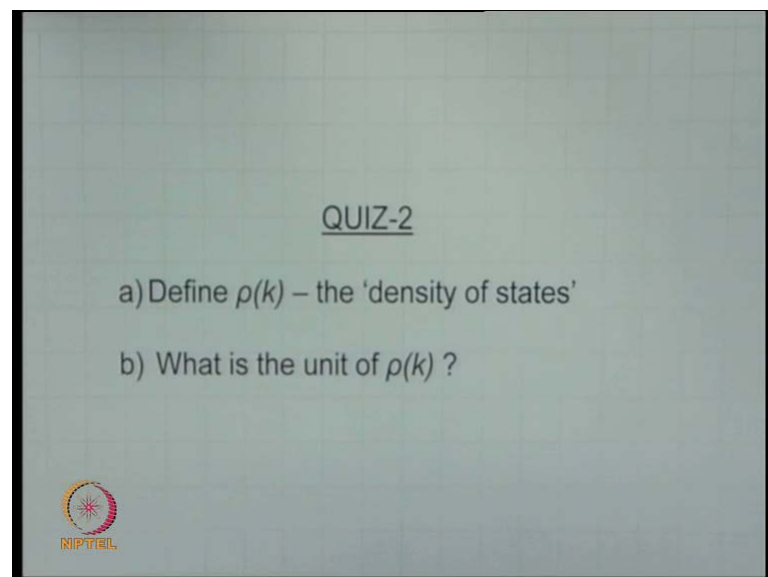 QUIZ-2
a) Define ρ(k) – the ‘density of states’
b) What is the unit of ρ(k) ?
NPTEL